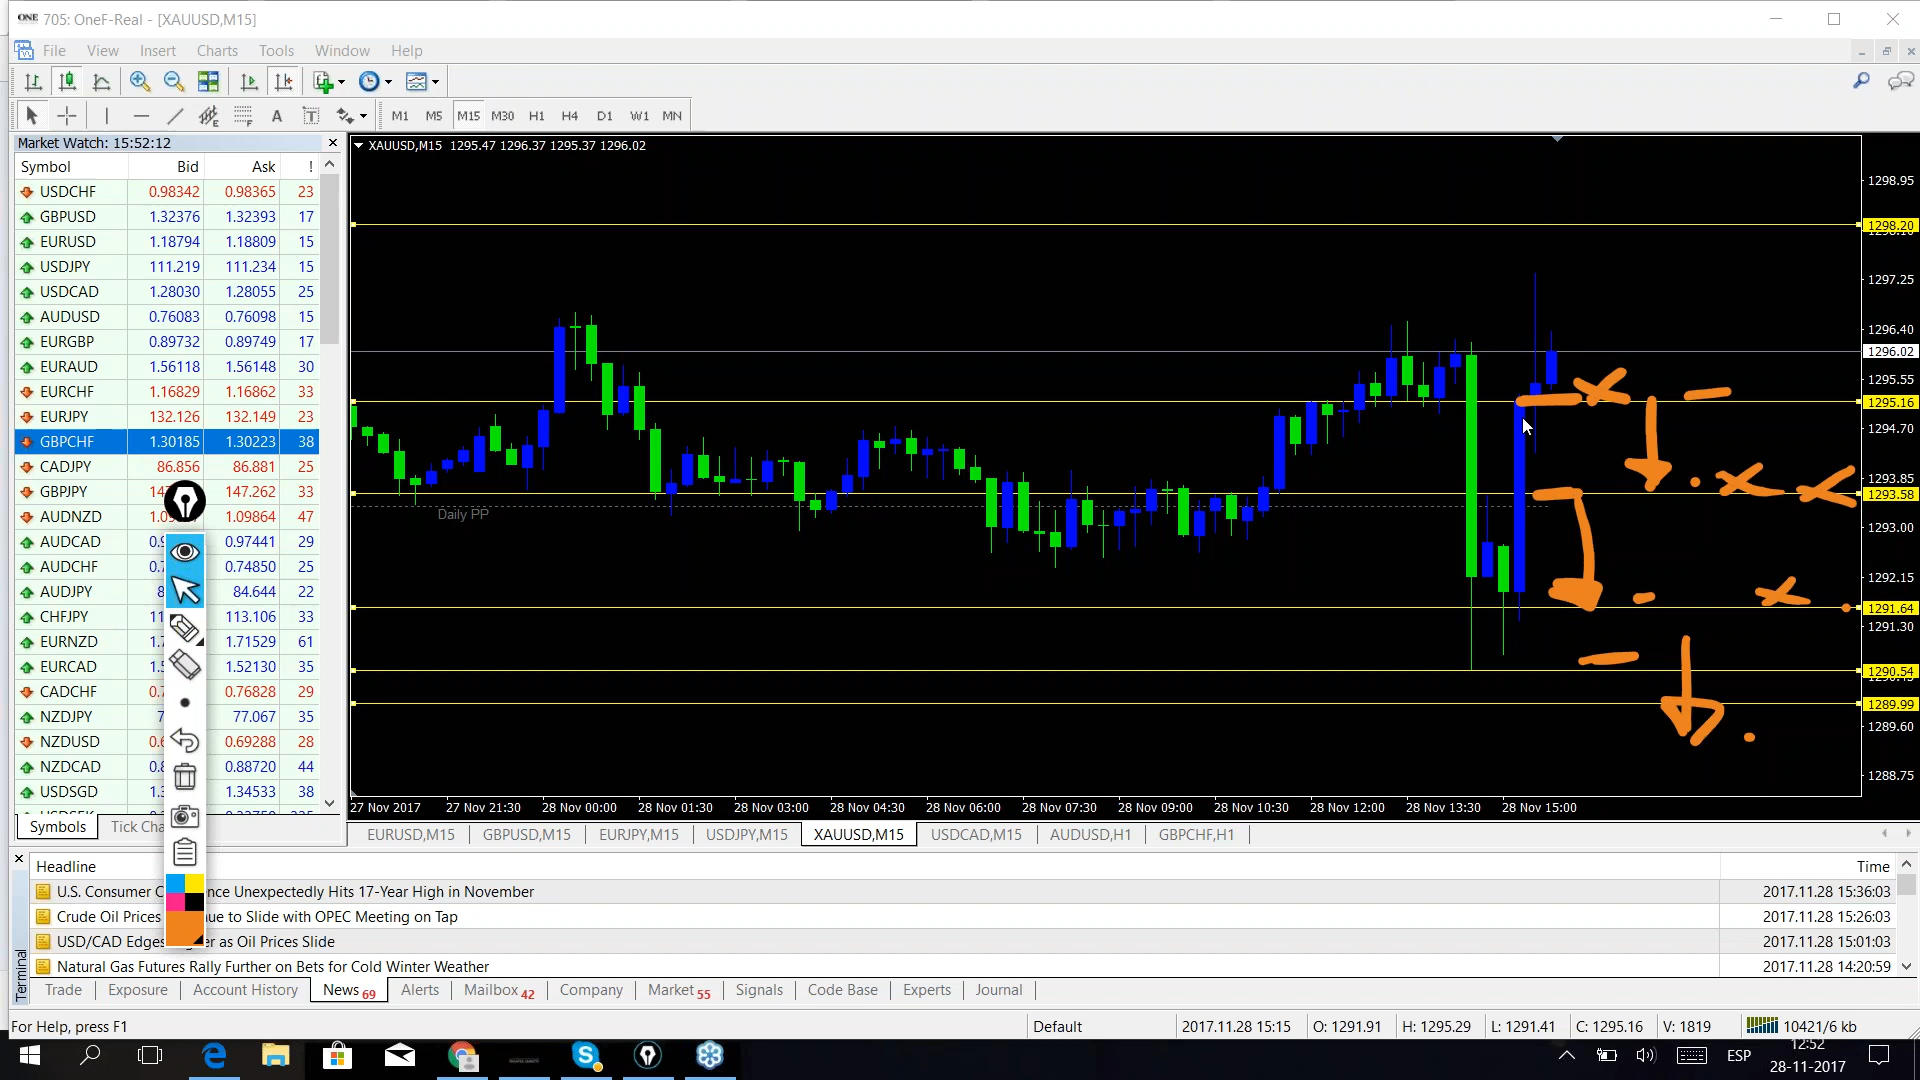 ONE 705: OneF-Real - [XAUUSD,M15]
File View Insert Charts Tools Window Help
M1 M5 M15 M30 H1 H4 D1 W1 MN
Market Watch: 15:52:12
Symbol Bid Ask !
USDCHF 0.98342 0.98365 23
GBPUSD 1.32376 1.32393 17
EURUSD 1.18794 1.18809 15
USDJPY 111.219 111.234 15
USDCAD 1.28030 1.28055 25
AUDUSD 0.76083 0.76098 15
EURGBP 0.89732 0.89749 17
EURAUD 1.56118 1.56148 30
EURCHF 1.16829 1.16862 33
EURJPY 132.126 132.149 23
GBPCHF 1.30185 1.30223 38
CADJPY 86.856 86.881 25
GBPJPY 147.262 33
AUDNZD 1.09864 47
AUDCAD 0.97441 29
AUDCHF 0.74850 25
AUDJPY 84.644 22
CHFJPY 113.106 33
EURNZD 1.71529 61
EURCAD 1.52130 35
CADCHF 0.76828 29
NZDJPY 77.067 35
NZDUSD 0.69288 28
NZDCAD 0.88720 44
USDSGD 1.34533 38
Symbols Tick Cha
XAUUSD,M15 1295.47 1296.37 1295.37 1296.02
Daily PP
1298.95
1298.20
1297.25
1296.40
1296.02
1295.55
1295.16
1294.70
1293.85
1293.58
1293.00
1292.15
1291.64
1291.30
1290.54
1289.99
1289.60
1288.75
27 Nov 2017 27 Nov 21:30 28 Nov 00:00 28 Nov 01:30 28 Nov 03:00 28 Nov 04:30 28 Nov 06:00 28 Nov 07:30 28 Nov 09:00 28 Nov 10:30 28 Nov 12:00 28 Nov 13:30 28 Nov 15:00
EURUSD,M15 GBPUSD,M15 EURJPY,M15 USDJPY,M15 XAUUSD,M15 USDCAD,M15 AUDUSD,H1 GBPCHF,H1
Headline Time
U.S. Consumer C nce Unexpectedly Hits 17-Year High in November 2017.11.28 15:36:03
Crude Oil Prices ue to Slide with OPEC Meeting on Tap 2017.11.28 15:26:03
USD/CAD Edges er as Oil Prices Slide 2017.11.28 15:01:03
Natural Gas Futures Rally Further on Bets for Cold Winter Weather 2017.11.28 14:20:59
Terminal
Trade Exposure Account History News 69 Alerts Mailbox 42 Company Market 55 Signals Code Base Experts Journal
For Help, press F1 Default 2017.11.28 15:15 O: 1291.91 H: 1295.29 L: 1291.41 C: 1295.16 V: 1819 10421/6 kb
ESP
12:52
28-11-2017